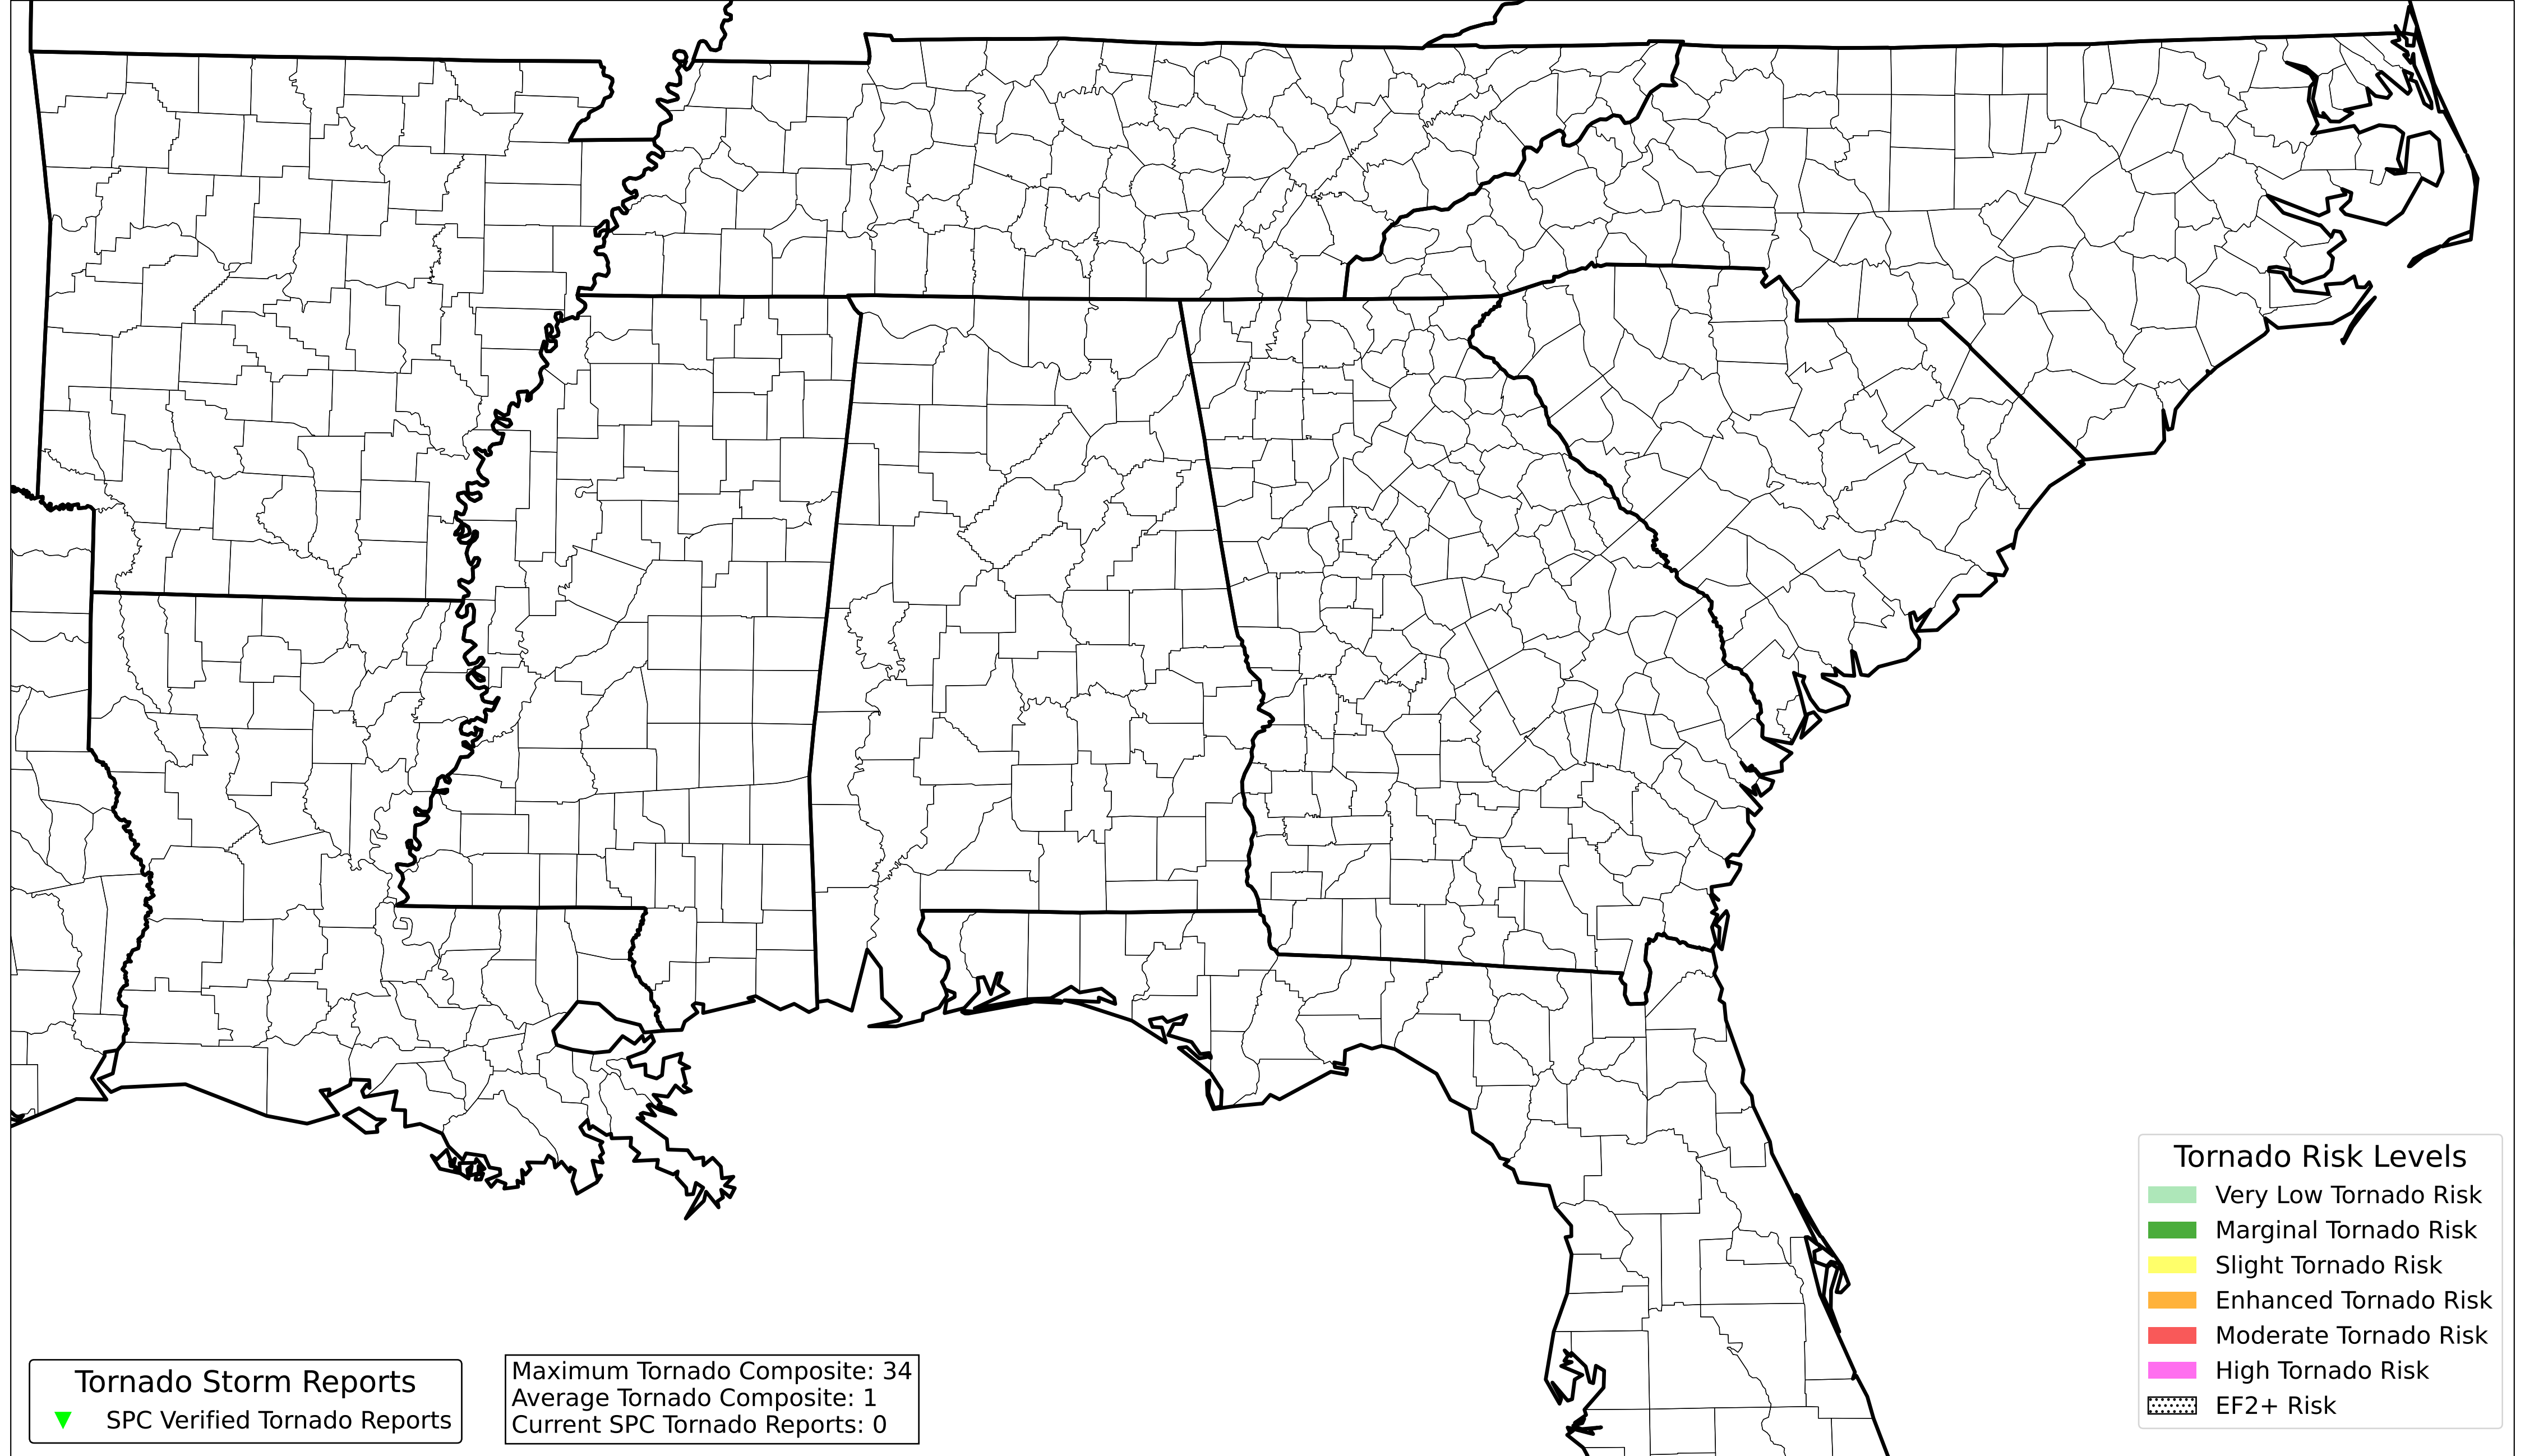 Tornado Storm Reports
SPC Verified Tornado Reports
Maximum Tornado Composite: 34
Average Tornado Composite: 1
Current SPC Tornado Reports: 0
Tornado Risk Levels
Very Low Tornado Risk
Marginal Tornado Risk
Slight Tornado Risk
Enhanced Tornado Risk
Moderate Tornado Risk
High Tornado Risk
EF2+ Risk